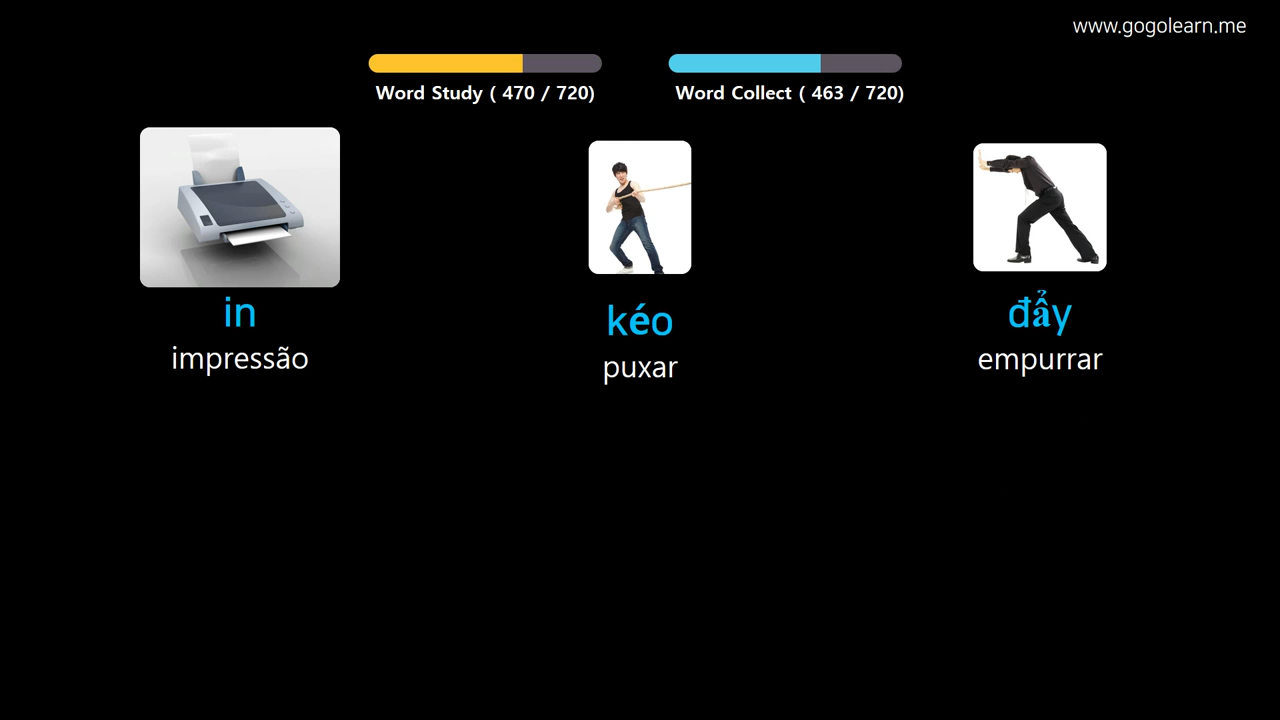 www.gogolearn.me
Word Study ( 470 / 720)
Word Collect ( 463 / 720)
in
impressão
kéo
puxar
đẩy
empurrar